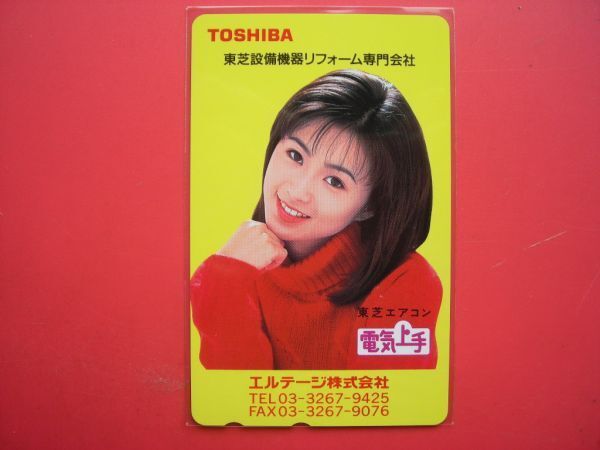 TOSHIBA
東芝設備機器リフォーム専門会社
東芝エアコン
電気上手
エルテージ株式会社
TEL03-3267-9425
FAX03-3267-9076